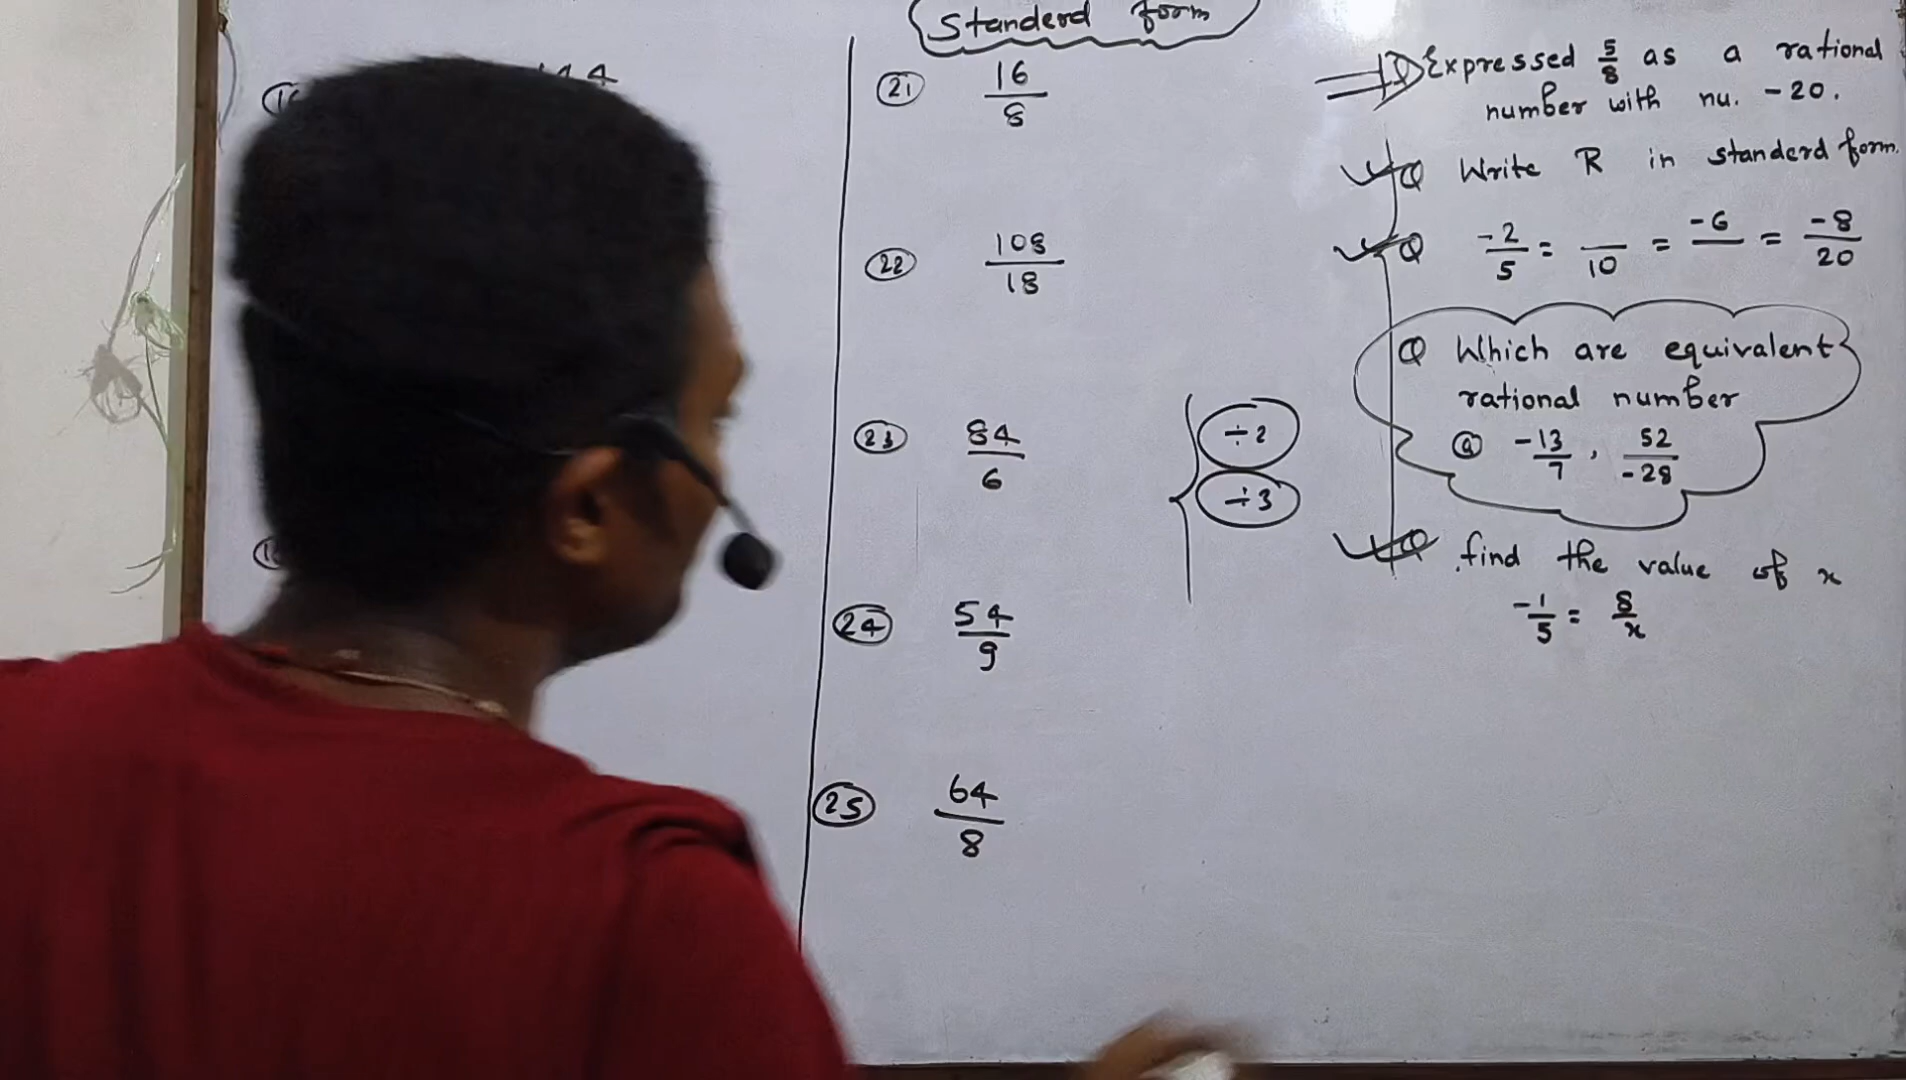 Standerd form
(21) 16/8
(22) 108/18
(23) 84/6
(24) 54/9
(25) 64/8
÷2
÷3
Q Expressed 5/8 as a rational
number with nu. -20.
Q Write R in standerd form.
Q -2/5 = __/10 = -6/__ = -8/20
Q Which are equivalent
rational number
(a) -13/7 , 52/-28
Q find the value of x
-1/5 = 8/x